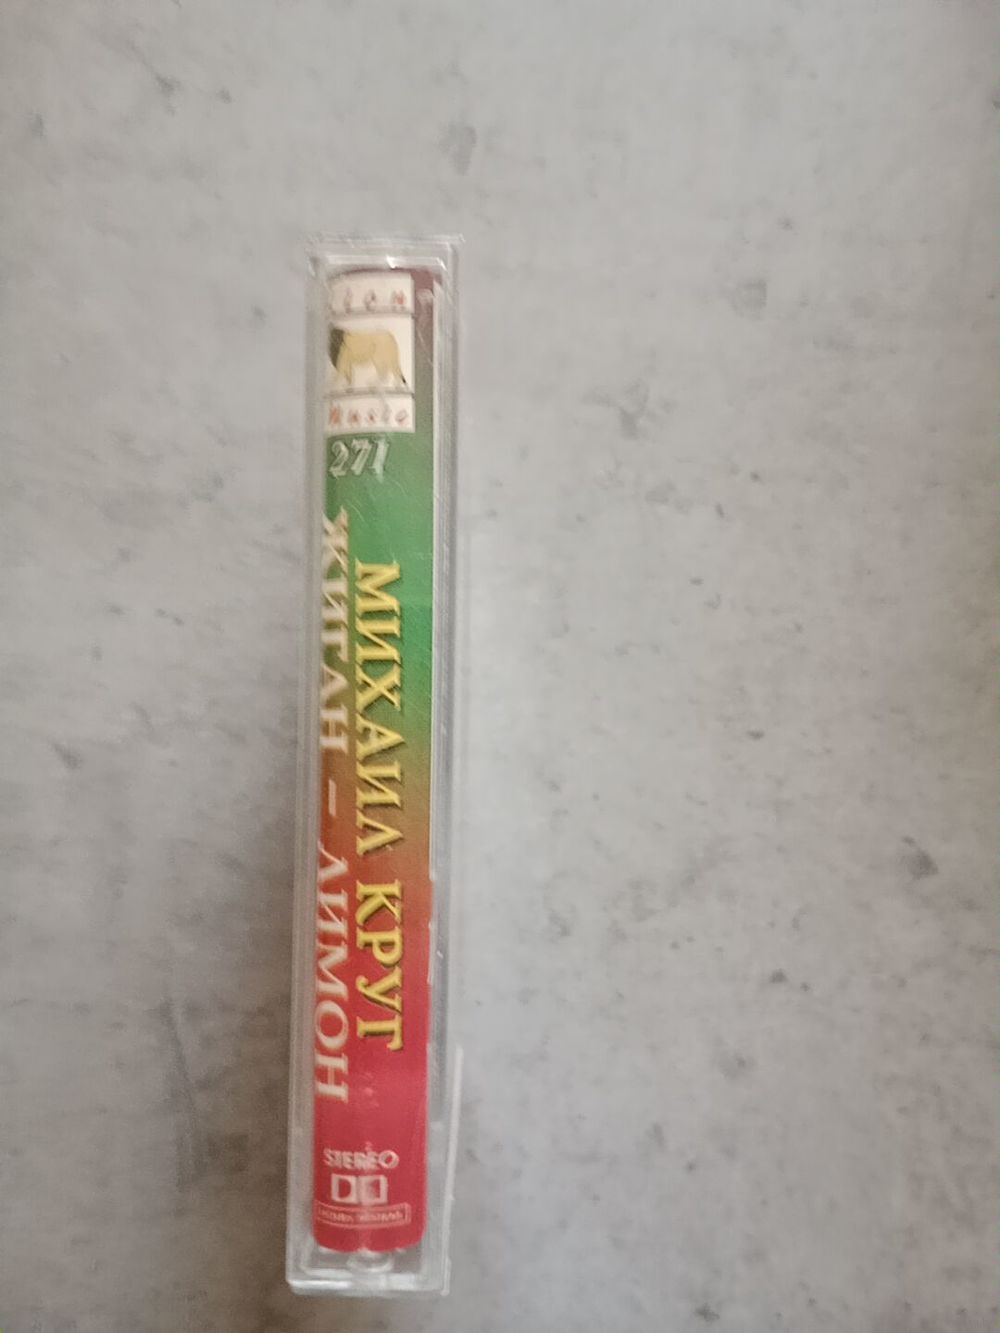 LION
Music
271
МИХАИЛ КРУГ
ЖИГАН - ЛИМОН
STEREO